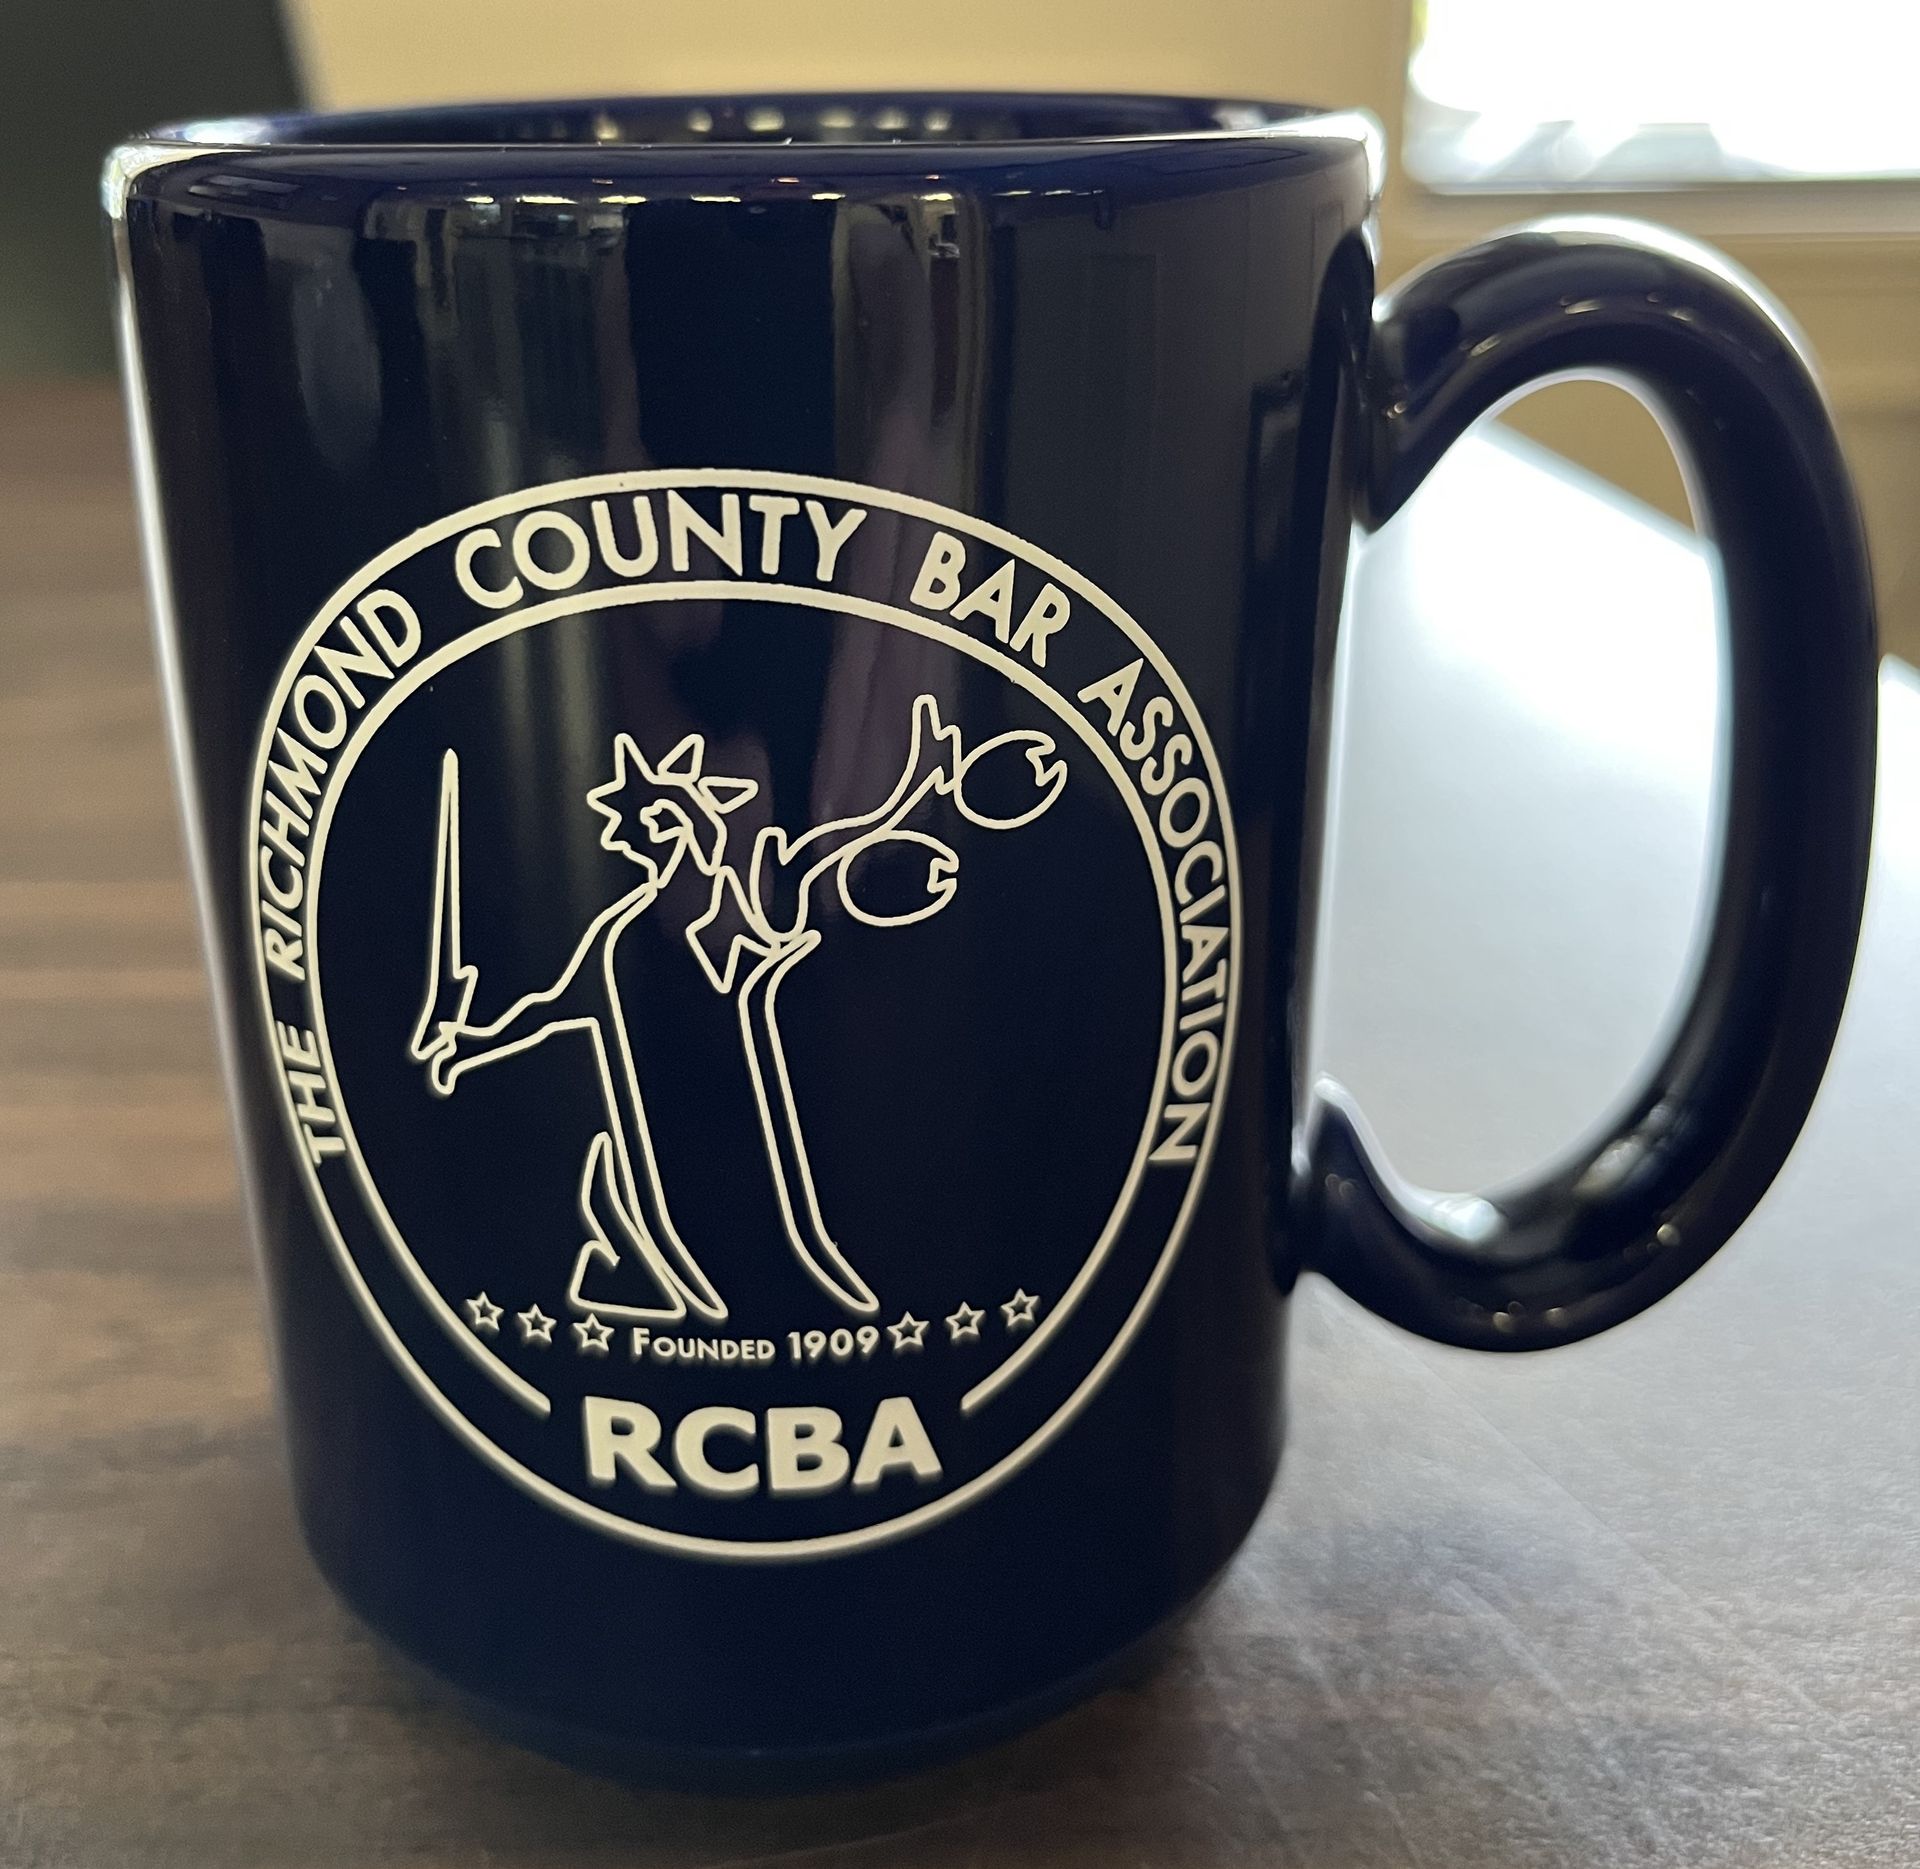 THE RICHMOND COUNTY BAR ASSOCIATION
FOUNDED 1909
RCBA